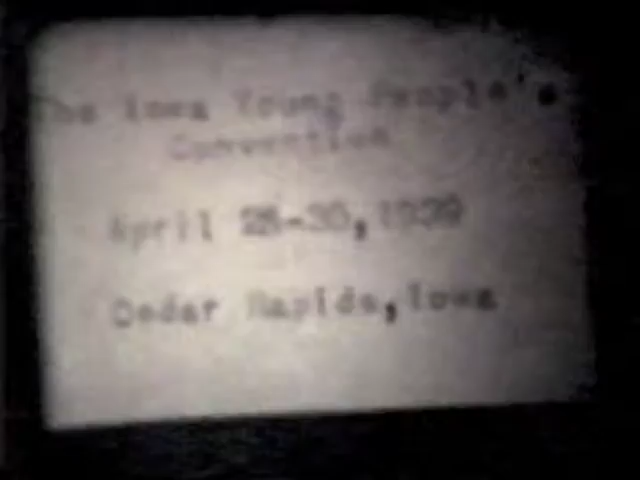 The Iowa Young People's
Convention
April 28-30, 1939
Cedar Rapids, Iowa